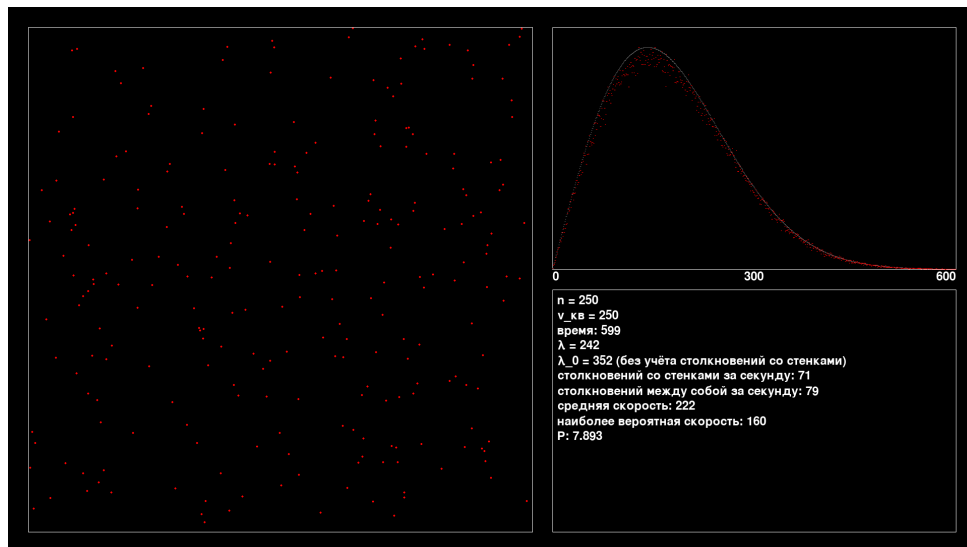 0 300 600
n = 250
v_кв = 250
время: 599
λ = 242
λ_0 = 352 (без учёта столкновений со стенками)
столкновений со стенками за секунду: 71
столкновений между собой за секунду: 79
средняя скорость: 222
наиболее вероятная скорость: 160
P: 7.893